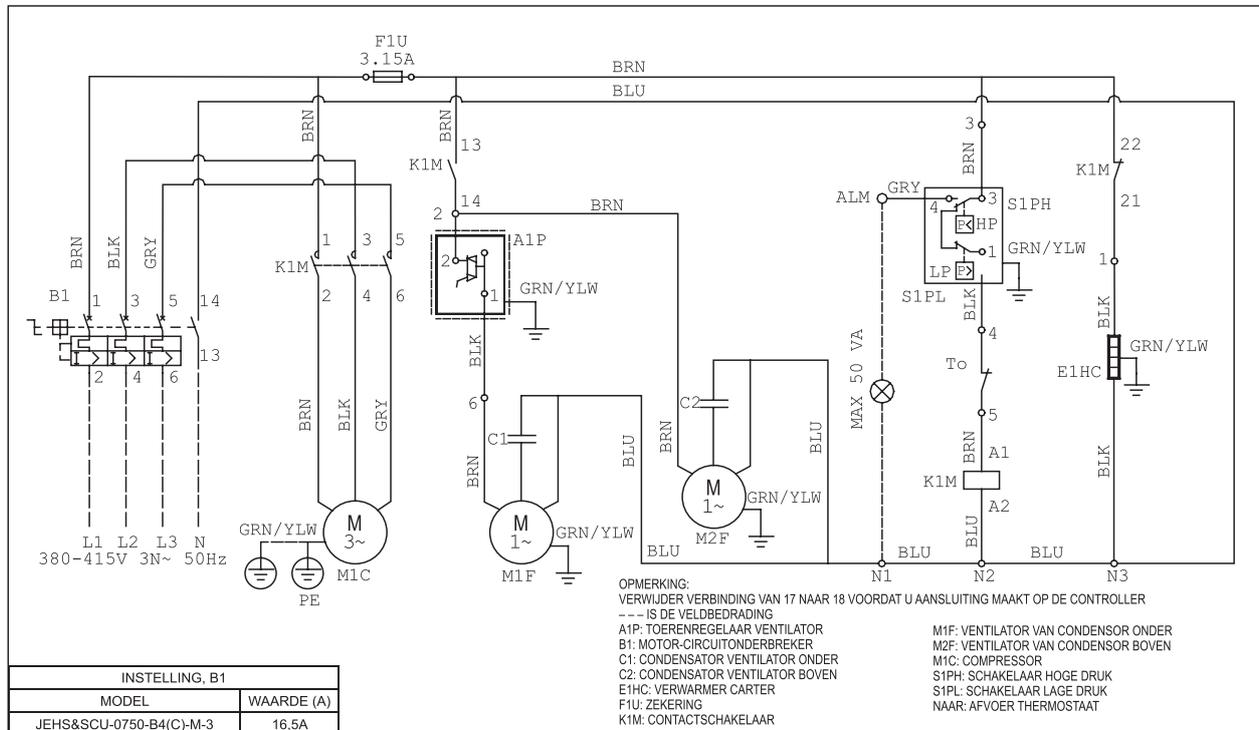 F1U
3.15A
BRN
BLU
BRN
BRN
13
K1M
14
2
BRN
3
BRN
22
K1M
21
ALM
GRY
4
3
S1PH
P<
HP
1
GRN/YLW
LP
P>
S1PL
BLK
1
3
5
K1M
2
4
6
A1P
2
1
GRN/YLW
BRN
BLK
GRY
B1
1
3
5
14
13
I>
I>
I>
2
4
6
BLK
6
4
To
5
1
BLK
GRN/YLW
E1HC
MAX 50 VA
C2
C1
BRN
BLK
GRY
BRN
BLU
BRN
BLU
BRN
A1
K1M
A2
BLU
BLK
L1
L2
L3
N
380-415V
3N~
50Hz
GRN/YLW
M
3~
M1C
PE
M
1~
M1F
GRN/YLW
M
1~
M2F
GRN/YLW
BLU
BLU
BLU
N1
N2
N3
OPMERKING:
VERWIJDER VERBINDING VAN 17 NAAR 18 VOORDAT U AANSLUITING MAAKT OP DE CONTROLLER
--- IS DE VELDBEDRADING
A1P: TOERENREGELAAR VENTILATOR
B1: MOTOR-CIRCUITONDERBREKER
C1: CONDENSATOR VENTILATOR ONDER
C2: CONDENSATOR VENTILATOR BOVEN
E1HC: VERWARMER CARTER
F1U: ZEKERING
K1M: CONTACTSCHAKELAAR
M1F: VENTILATOR VAN CONDENSOR ONDER
M2F: VENTILATOR VAN CONDENSOR BOVEN
M1C: COMPRESSOR
S1PH: SCHAKELAAR HOGE DRUK
S1PL: SCHAKELAAR LAGE DRUK
NAAR: AFVOER THERMOSTAAT
INSTELLING, B1
MODEL
WAARDE (A)
JEHS&SCU-0750-B4(C)-M-3
16,5A